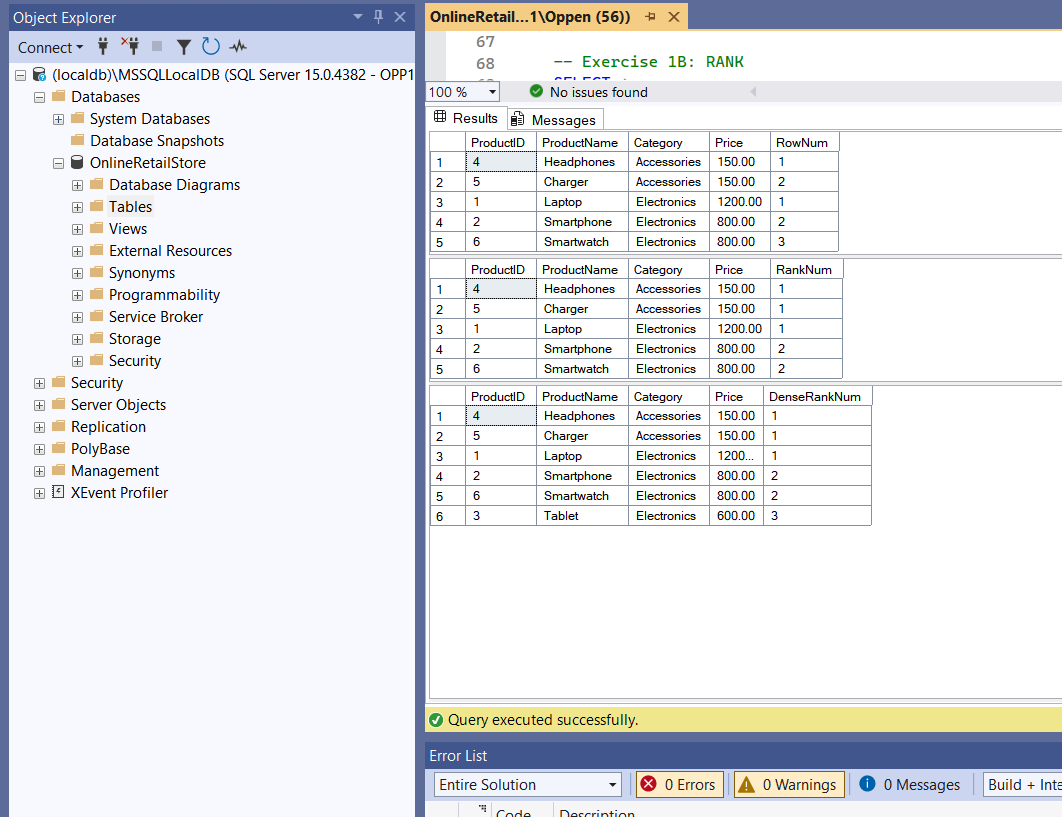 Object Explorer
Connect
(localdb)\MSSQLLocalDB (SQL Server 15.0.4382 - OPP1
Databases
System Databases
Database Snapshots
OnlineRetailStore
Database Diagrams
Tables
Views
External Resources
Synonyms
Programmability
Service Broker
Storage
Security
Security
Server Objects
Replication
PolyBase
Management
XEvent Profiler
OnlineRetail...1\Oppen (56))
67
68 -- Exercise 1B: RANK
100 % No issues found
Results Messages
ProductID ProductName Category Price RowNum
1 4 Headphones Accessories 150.00 1
2 5 Charger Accessories 150.00 2
3 1 Laptop Electronics 1200.00 1
4 2 Smartphone Electronics 800.00 2
5 6 Smartwatch Electronics 800.00 3
ProductID ProductName Category Price RankNum
1 4 Headphones Accessories 150.00 1
2 5 Charger Accessories 150.00 1
3 1 Laptop Electronics 1200.00 1
4 2 Smartphone Electronics 800.00 2
5 6 Smartwatch Electronics 800.00 2
ProductID ProductName Category Price DenseRankNum
1 4 Headphones Accessories 150.00 1
2 5 Charger Accessories 150.00 1
3 1 Laptop Electronics 1200... 1
4 2 Smartphone Electronics 800.00 2
5 6 Smartwatch Electronics 800.00 2
6 3 Tablet Electronics 600.00 3
Query executed successfully.
Error List
Entire Solution 0 Errors 0 Warnings 0 Messages Build + Inte
Code Description